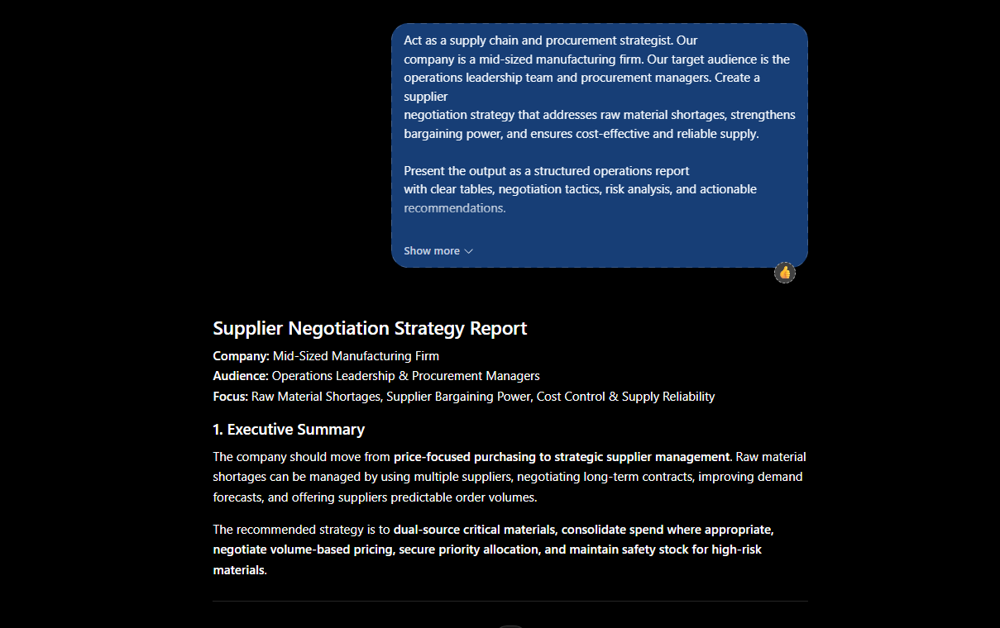 Act as a supply chain and procurement strategist. Our
company is a mid-sized manufacturing firm. Our target audience is the
operations leadership team and procurement managers. Create a
supplier
negotiation strategy that addresses raw material shortages, strengthens
bargaining power, and ensures cost-effective and reliable supply.
Present the output as a structured operations report
with clear tables, negotiation tactics, risk analysis, and actionable
recommendations.
Show more
Supplier Negotiation Strategy Report
Company: Mid-Sized Manufacturing Firm
Audience: Operations Leadership & Procurement Managers
Focus: Raw Material Shortages, Supplier Bargaining Power, Cost Control & Supply Reliability
1. Executive Summary
The company should move from price-focused purchasing to strategic supplier management. Raw material
shortages can be managed by using multiple suppliers, negotiating long-term contracts, improving demand
forecasts, and offering suppliers predictable order volumes.
The recommended strategy is to dual-source critical materials, consolidate spend where appropriate,
negotiate volume-based pricing, secure priority allocation, and maintain safety stock for high-risk
materials.